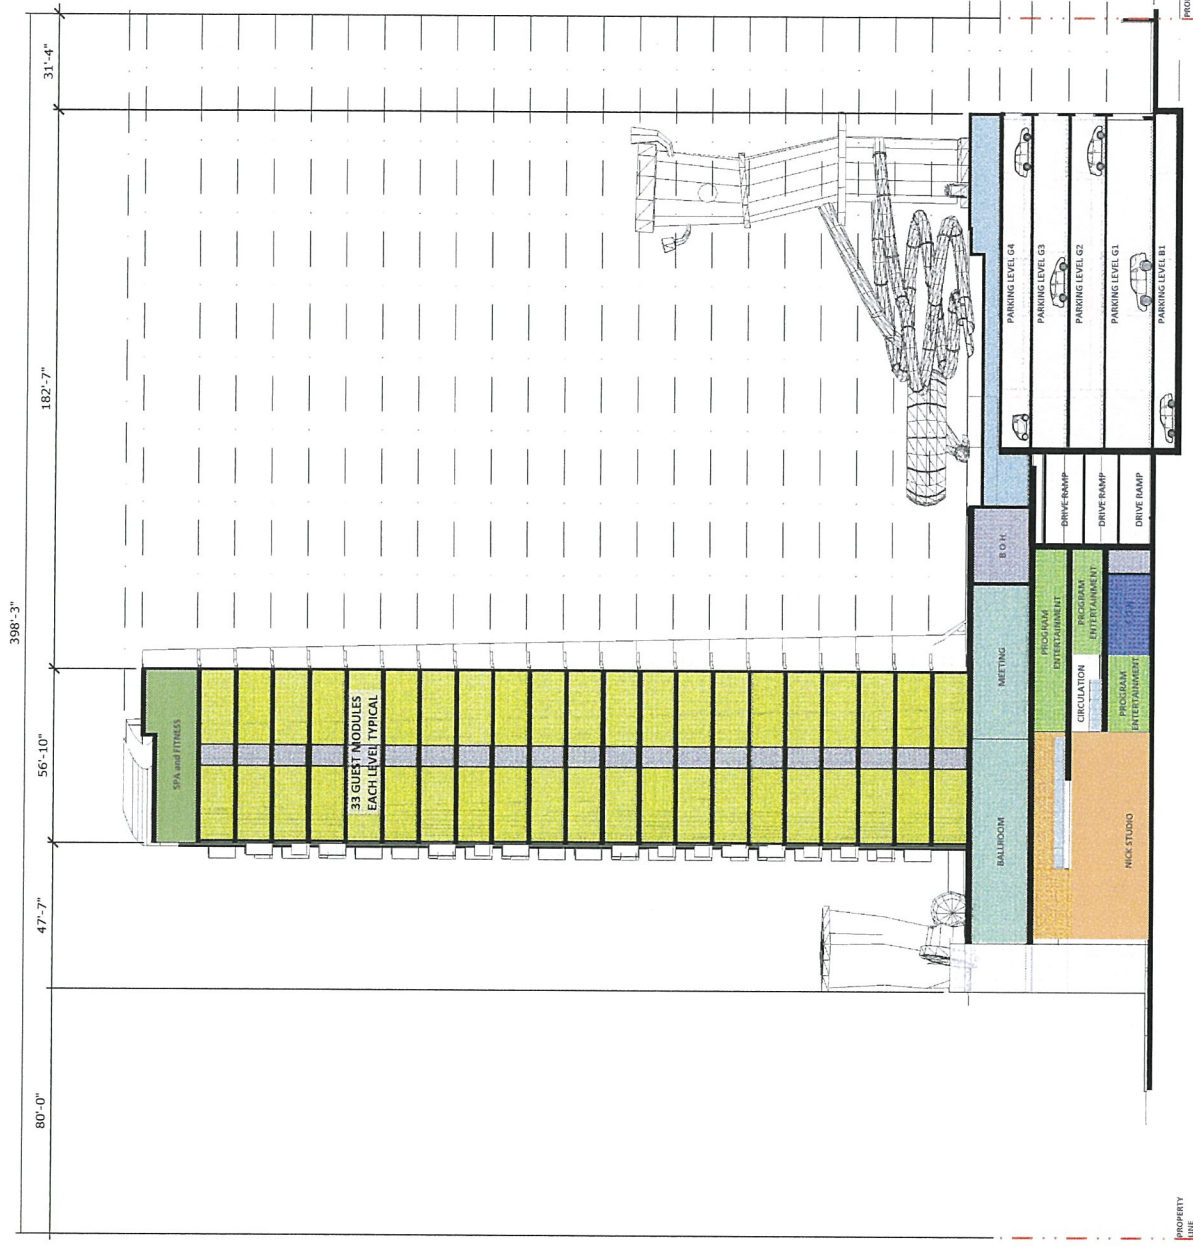 398'-3"
80'-0"
47'-7"
56'-10"
182'-7"
31'-4"
SPA and FITNESS
33 GUEST MODULES
EACH LEVEL TYPICAL
BALLROOM
MEETING
B.O.H.
NICK STUDIO
PROGRAM
ENTERTAINMENT
CIRCULATION
PROGRAM
ENTERTAINMENT
PROGRAM
ENTERTAINMENT
DRIVE RAMP
DRIVE RAMP
DRIVE RAMP
PARKING LEVEL G4
PARKING LEVEL G3
PARKING LEVEL G2
PARKING LEVEL G1
PARKING LEVEL B1
PROPERTY
LINE